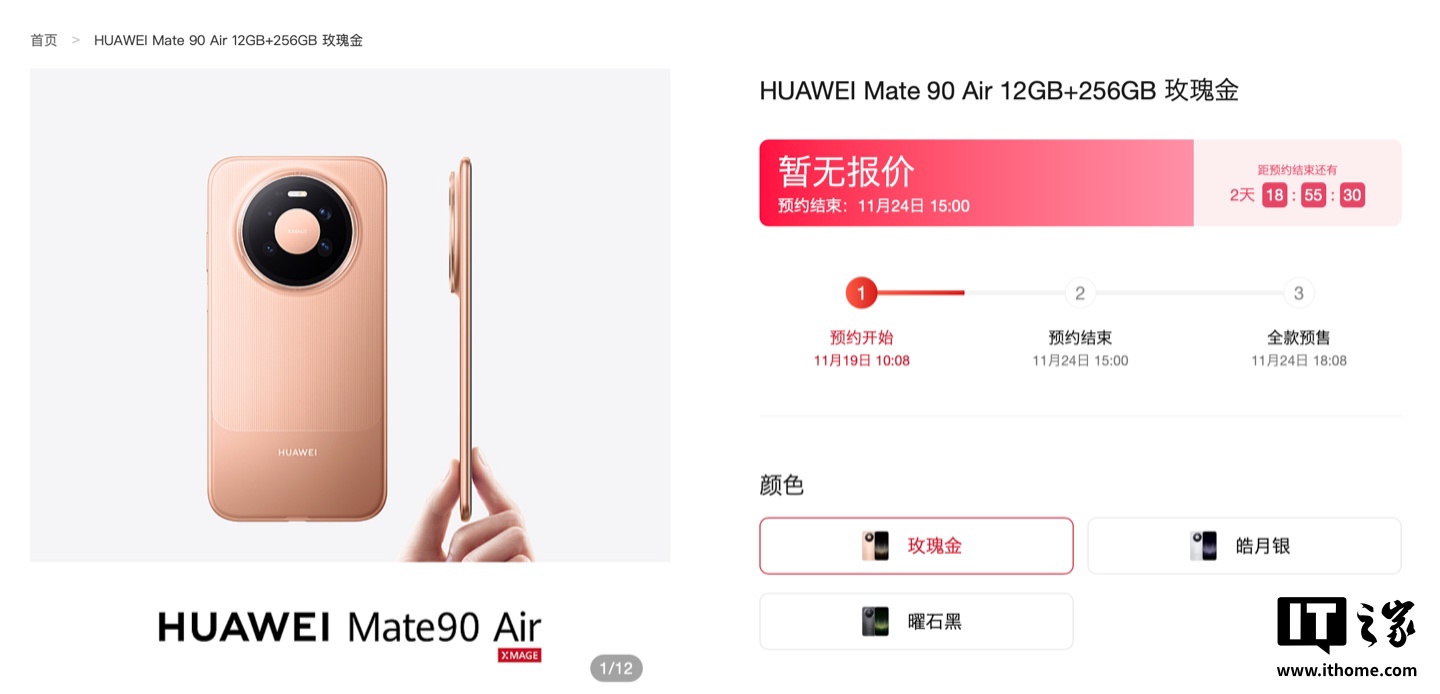 首页 > HUAWEI Mate 90 Air 12GB+256GB 玫瑰金
HUAWEI
HUAWEI Mate90 Air
XMAGE
1/12
HUAWEI Mate 90 Air 12GB+256GB 玫瑰金
暂无报价
预约结束：11月24日 15:00
距预约结束还有
2天 18 : 55 : 30
1 2 3
预约开始 预约结束 全款预售
11月19日 10:08 11月24日 15:00 11月24日 18:08
颜色
玫瑰金 皓月银
曜石黑
IT之家
www.ithome.com